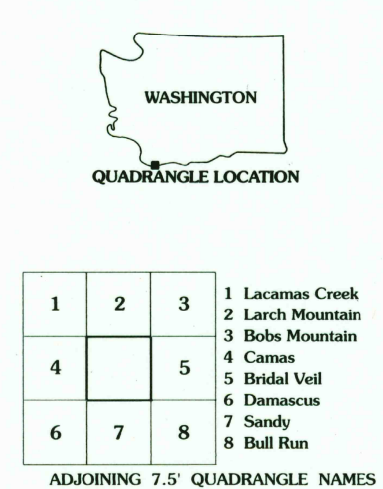 WASHINGTON
QUADRANGLE LOCATION
1 2 3
4 5
6 7 8
1 Lacamas Creek
2 Larch Mountain
3 Bobs Mountain
4 Camas
5 Bridal Veil
6 Damascus
7 Sandy
8 Bull Run
ADJOINING 7.5' QUADRANGLE NAMES